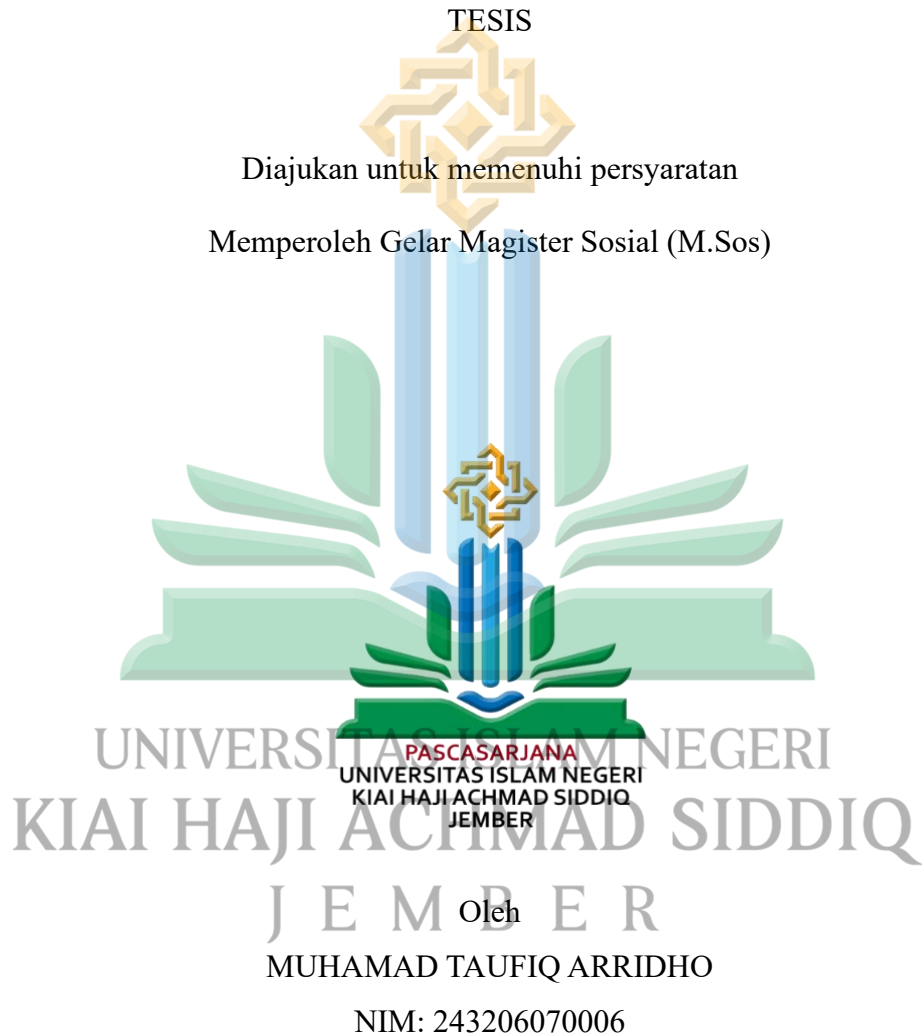 TESIS
Diajukan untuk memenuhi persyaratan
Memperoleh Gelar Magister Sosial (M.Sos)
UNIVERSITAS ISLAM NEGERI
KIAI HAJI ACHMAD SIDDIQ
JEMBER
PASCASARJANA
UNIVERSITAS ISLAM NEGERI
KIAI HAJI ACHMAD SIDDIQ
JEMBER
Oleh
MUHAMAD TAUFIQ ARRIDHO
NIM: 243206070006